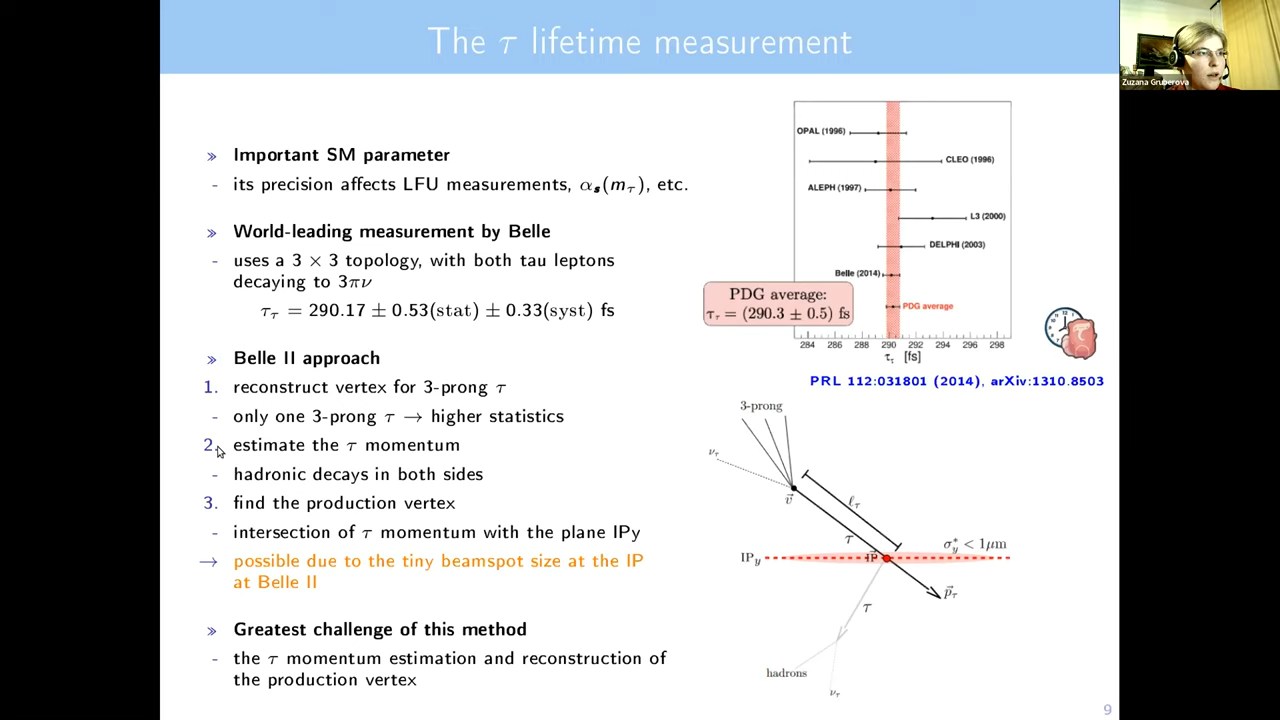 The τ lifetime measurement
Zuzana Gruberova
» Important SM parameter
- its precision affects LFU measurements, αs(mτ), etc.
» World-leading measurement by Belle
- uses a 3 × 3 topology, with both tau leptons
decaying to 3πν
ττ = 290.17 ± 0.53(stat) ± 0.33(syst) fs
» Belle II approach
1. reconstruct vertex for 3-prong τ
- only one 3-prong τ → higher statistics
2. estimate the τ momentum
- hadronic decays in both sides
3. find the production vertex
- intersection of τ momentum with the plane IPy
→ possible due to the tiny beamspot size at the IP
at Belle II
» Greatest challenge of this method
- the τ momentum estimation and reconstruction of
the production vertex
OPAL (1996)
CLEO (1996)
ALEPH (1997)
L3 (2000)
DELPHI (2003)
Belle (2014)
PDG average
PDG average:
ττ = (290.3 ± 0.5) fs
284 286 288 290 292 294 296 298
ττ [fs]
12
τ
PRL 112:031801 (2014), arXiv:1310.8503
3-prong
ντ
v⃗
ℓτ
τ
σ*y < 1μm
IPy
IP
p⃗τ
τ
hadrons
ντ
9